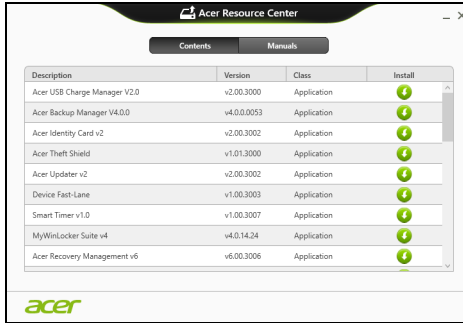 Acer Resource Center
Contents Manuals
Description Version Class Install
Acer USB Charge Manager V2.0 v2.00.3000 Application
Acer Backup Manager V4.0.0 v4.0.0.0053 Application
Acer Identity Card v2 v2.00.3002 Application
Acer Theft Shield v1.01.3000 Application
Acer Updater v2 v2.00.3002 Application
Device Fast-Lane v1.00.3003 Application
Smart Timer v1.0 v1.00.3007 Application
MyWinLocker Suite v4 v4.0.14.24 Application
Acer Recovery Management v6 v6.00.3006 Application
acer